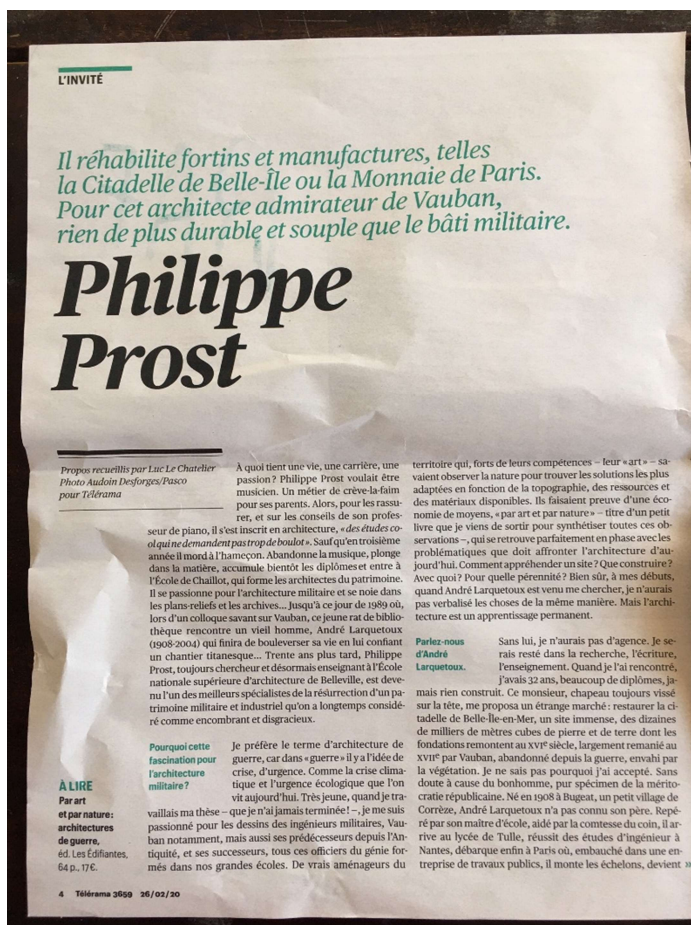 L'INVITÉ
Il réhabilite fortins et manufactures, telles
la Citadelle de Belle-Île ou la Monnaie de Paris.
Pour cet architecte admirateur de Vauban,
rien de plus durable et souple que le bâti militaire.
Philippe
Prost
Propos recueillis par Luc Le Chatelier
Photo Audoin Desforges/Pasco
pour Télérama
À quoi tient une vie, une carrière, une
passion? Philippe Prost voulait être
musicien. Un métier de crève-la-faim
pour ses parents. Alors, pour les rassu-
rer, et sur les conseils de son profes-
seur de piano, il s'est inscrit en architecture, «des études co-
ol qui ne demandent pas trop de boulot». Sauf qu'en troisième
année il mord à l'hameçon. Abandonne la musique, plonge
dans la matière, accumule bientôt les diplômes et entre à
l'École de Chaillot, qui forme les architectes du patrimoine.
Il se passionne pour l'architecture militaire et se noie dans
les plans-reliefs et les archives... Jusqu'à ce jour de 1989 où,
lors d'un colloque savant sur Vauban, ce jeune rat de biblio-
thèque rencontre un vieil homme, André Larquetoux
(1908-2004) qui finira de bouleverser sa vie en lui confiant
un chantier titanesque... Trente ans plus tard, Philippe
Prost, toujours chercheur et désormais enseignant à l'École
nationale supérieure d'architecture de Belleville, est deve-
nu l'un des meilleurs spécialistes de la résurrection d'un pa-
trimoine militaire et industriel qu'on a longtemps considé-
ré comme encombrant et disgracieux.
Pourquoi cette
fascination pour
l'architecture
militaire?
Je préfère le terme d'architecture de
guerre, car dans «guerre» il y a l'idée de
crise, d'urgence. Comme la crise clima-
tique et l'urgence écologique que l'on
vit aujourd'hui. Très jeune, quand je tra-
vaillais ma thèse – que je n'ai jamais terminée! –, je me suis
passionné pour les dessins des ingénieurs militaires, Vau-
ban notamment, mais aussi ses prédécesseurs depuis l'An-
tiquité, et ses successeurs, tous ces officiers du génie for-
més dans nos grandes écoles. De vrais aménageurs du
territoire qui, forts de leurs compétences – leur «art» – sa-
vaient observer la nature pour trouver les solutions les plus
adaptées en fonction de la topographie, des ressources et
des matériaux disponibles. Ils faisaient preuve d'une éco-
nomie de moyens, «par art et par nature» – titre d'un petit
livre que je viens de sortir pour synthétiser toutes ces ob-
servations –, qui se retrouve parfaitement en phase avec les
problématiques que doit affronter l'architecture d'au-
jourd'hui. Comment appréhender un site? Que construire?
Avec quoi? Pour quelle pérennité? Bien sûr, à mes débuts,
quand André Larquetoux est venu me chercher, je n'aurais
pas verbalisé les choses de la même manière. Mais l'archi-
tecture est un apprentissage permanent.
Parlez-nous
d'André
Larquetoux.
Sans lui, je n'aurais pas d'agence. Je se-
rais resté dans la recherche, l'écriture,
l'enseignement. Quand je l'ai rencontré,
j'avais 32 ans, beaucoup de diplômes, ja-
mais rien construit. Ce monsieur, chapeau toujours vissé
sur la tête, me proposa un étrange marché : restaurer la ci-
tadelle de Belle-Île-en-Mer, un site immense, des dizaines
de milliers de mètres cubes de pierre et de terre dont les
fondations remontent au XVIe siècle, largement remanié au
XVIIe par Vauban, abandonné depuis la guerre, envahi par
la végétation. Je ne sais pas pourquoi j'ai accepté. Sans
doute à cause du bonhomme, pur spécimen de la mérito-
cratie républicaine. Né en 1908 à Bugeat, un petit village de
Corrèze, André Larquetoux n'a pas connu son père. Repé-
ré par son maître d'école, aidé par la comtesse du coin, il ar-
rive au lycée de Tulle, réussit des études d'ingénieur à
Nantes, débarque enfin à Paris où, embauché dans une en-
treprise de travaux publics, il monte les échelons, devient »
À LIRE
Par art
et par nature:
architectures
de guerre,
éd. Les Édifiantes,
64 p., 17€.
4 Télérama 3659 26/02/20